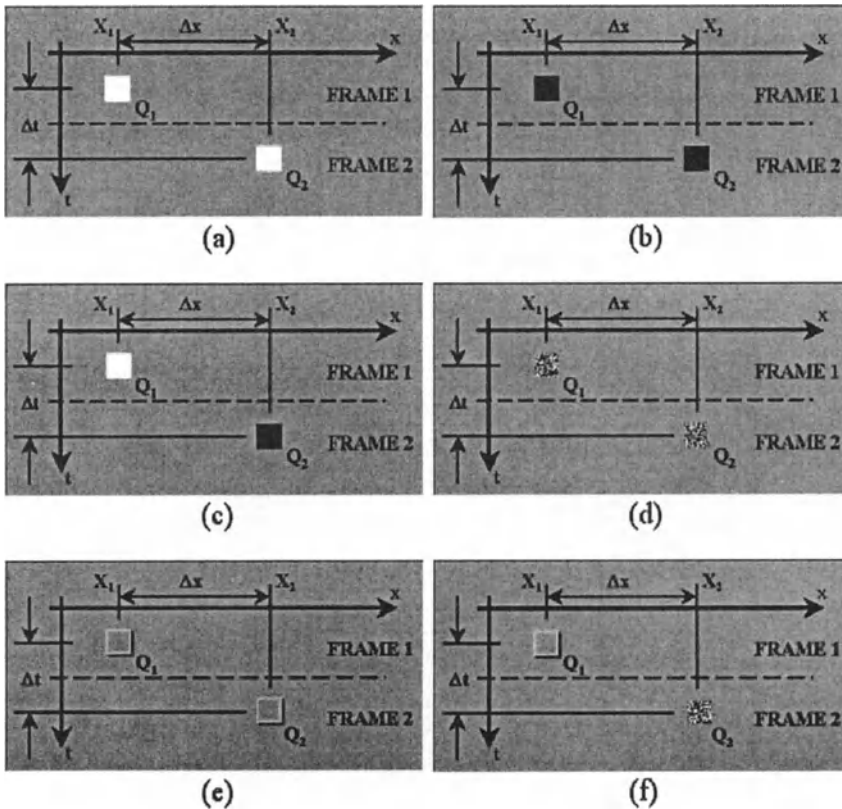 X₁ Δx X₂ x
Q₁ FRAME 1
Δt
Q₂ FRAME 2
t
(a)
X₁ Δx X₂ x
Q₁ FRAME 1
Δt
Q₂ FRAME 2
t
(b)
X₁ Δx X₂ x
Q₁ FRAME 1
Δt
Q₂ FRAME 2
t
(c)
X₁ Δx X₂ x
Q₁ FRAME 1
Δt
Q₂ FRAME 2
t
(d)
X₁ Δx X₂ x
Q₁ FRAME 1
Δt
Q₂ FRAME 2
t
(e)
X₁ Δx X₂ x
Q₁ FRAME 1
Δt
Q₂ FRAME 2
t
(f)